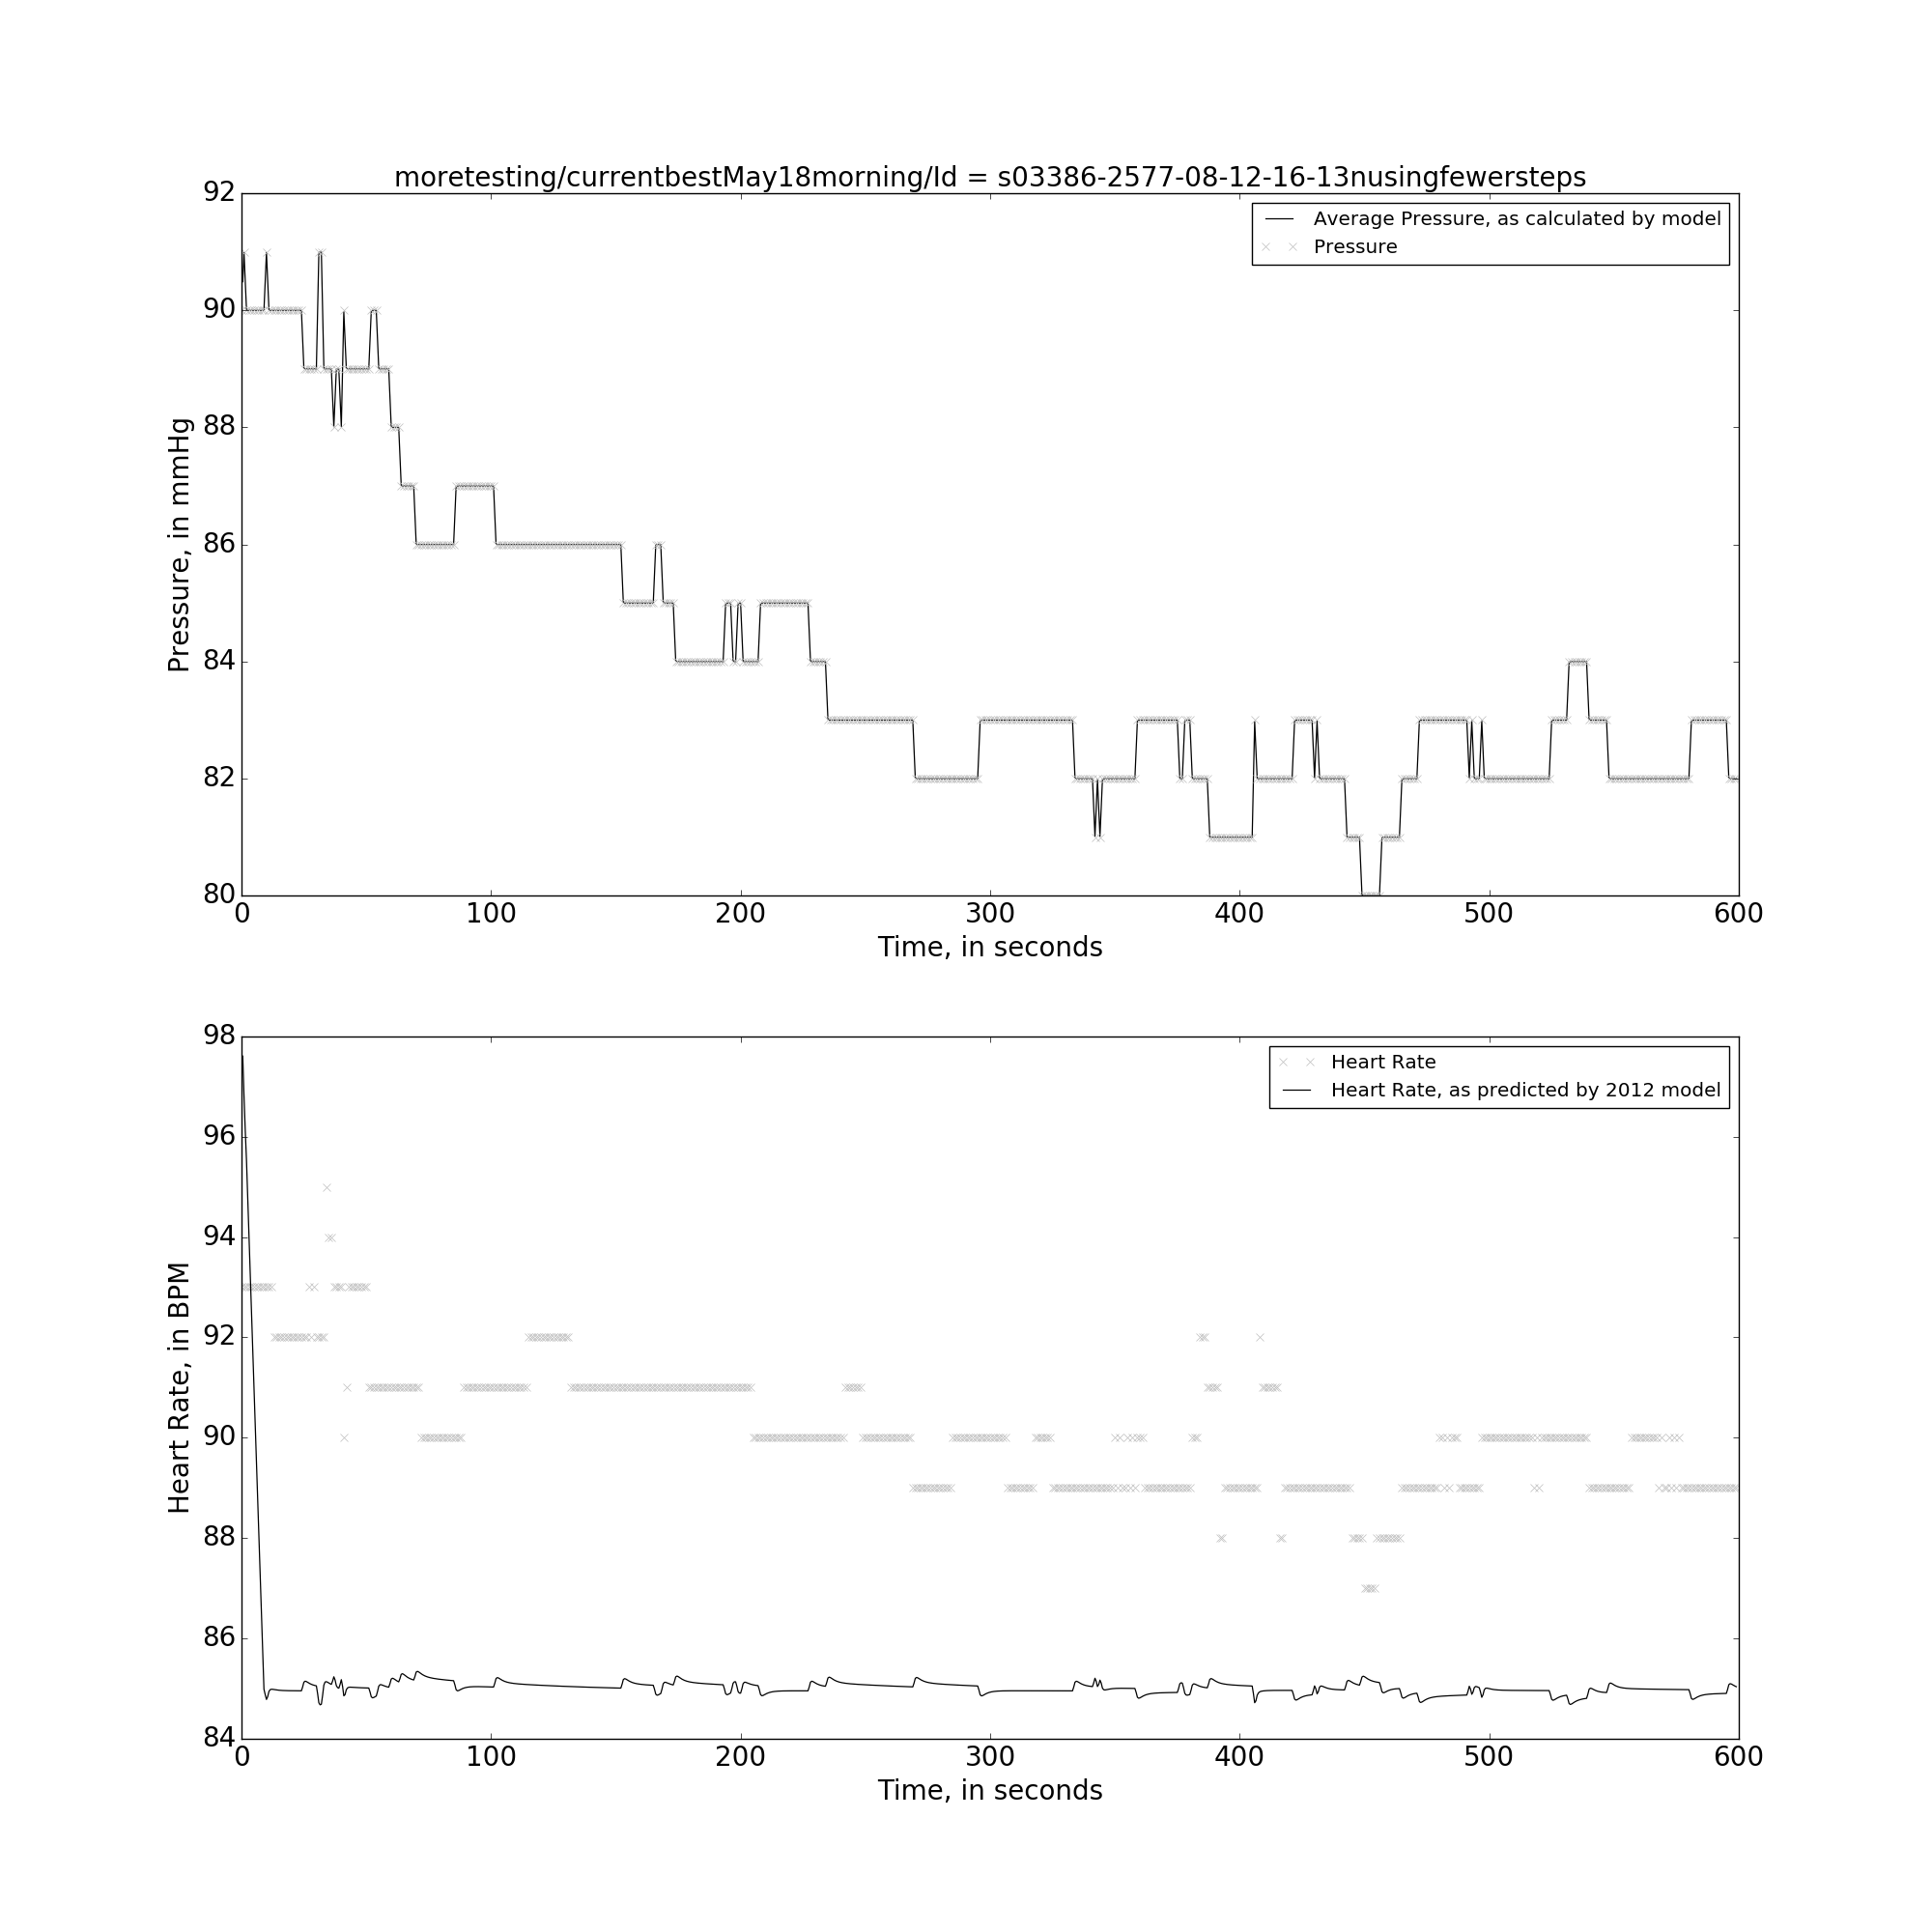 moretesting/currentbestMay18morning/Id = s03386-2577-08-12-16-13nusingfewersteps
92
90
88
86
84
82
80
Pressure, in mmHg
Average Pressure, as calculated by model
Pressure
0 100 200 300 400 500 600
Time, in seconds
98
96
94
92
90
88
86
84
Heart Rate, in BPM
Heart Rate
Heart Rate, as predicted by 2012 model
0 100 200 300 400 500 600
Time, in seconds